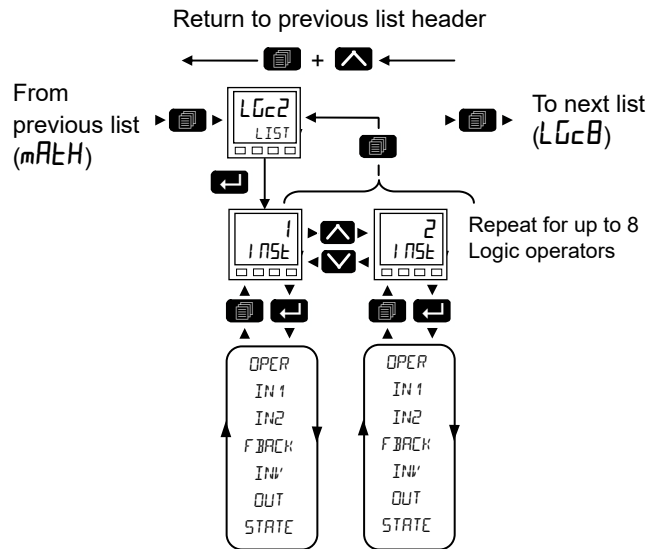 Return to previous list header
+
From
previous list
(mAtH)
LGc2
LIST
To next list
(LGc8)
1
INSt
2
INSt
Repeat for up to 8
Logic operators
OPER
IN1
IN2
FBACK
INV
OUT
STATE
OPER
IN1
IN2
FBACK
INV
OUT
STATE